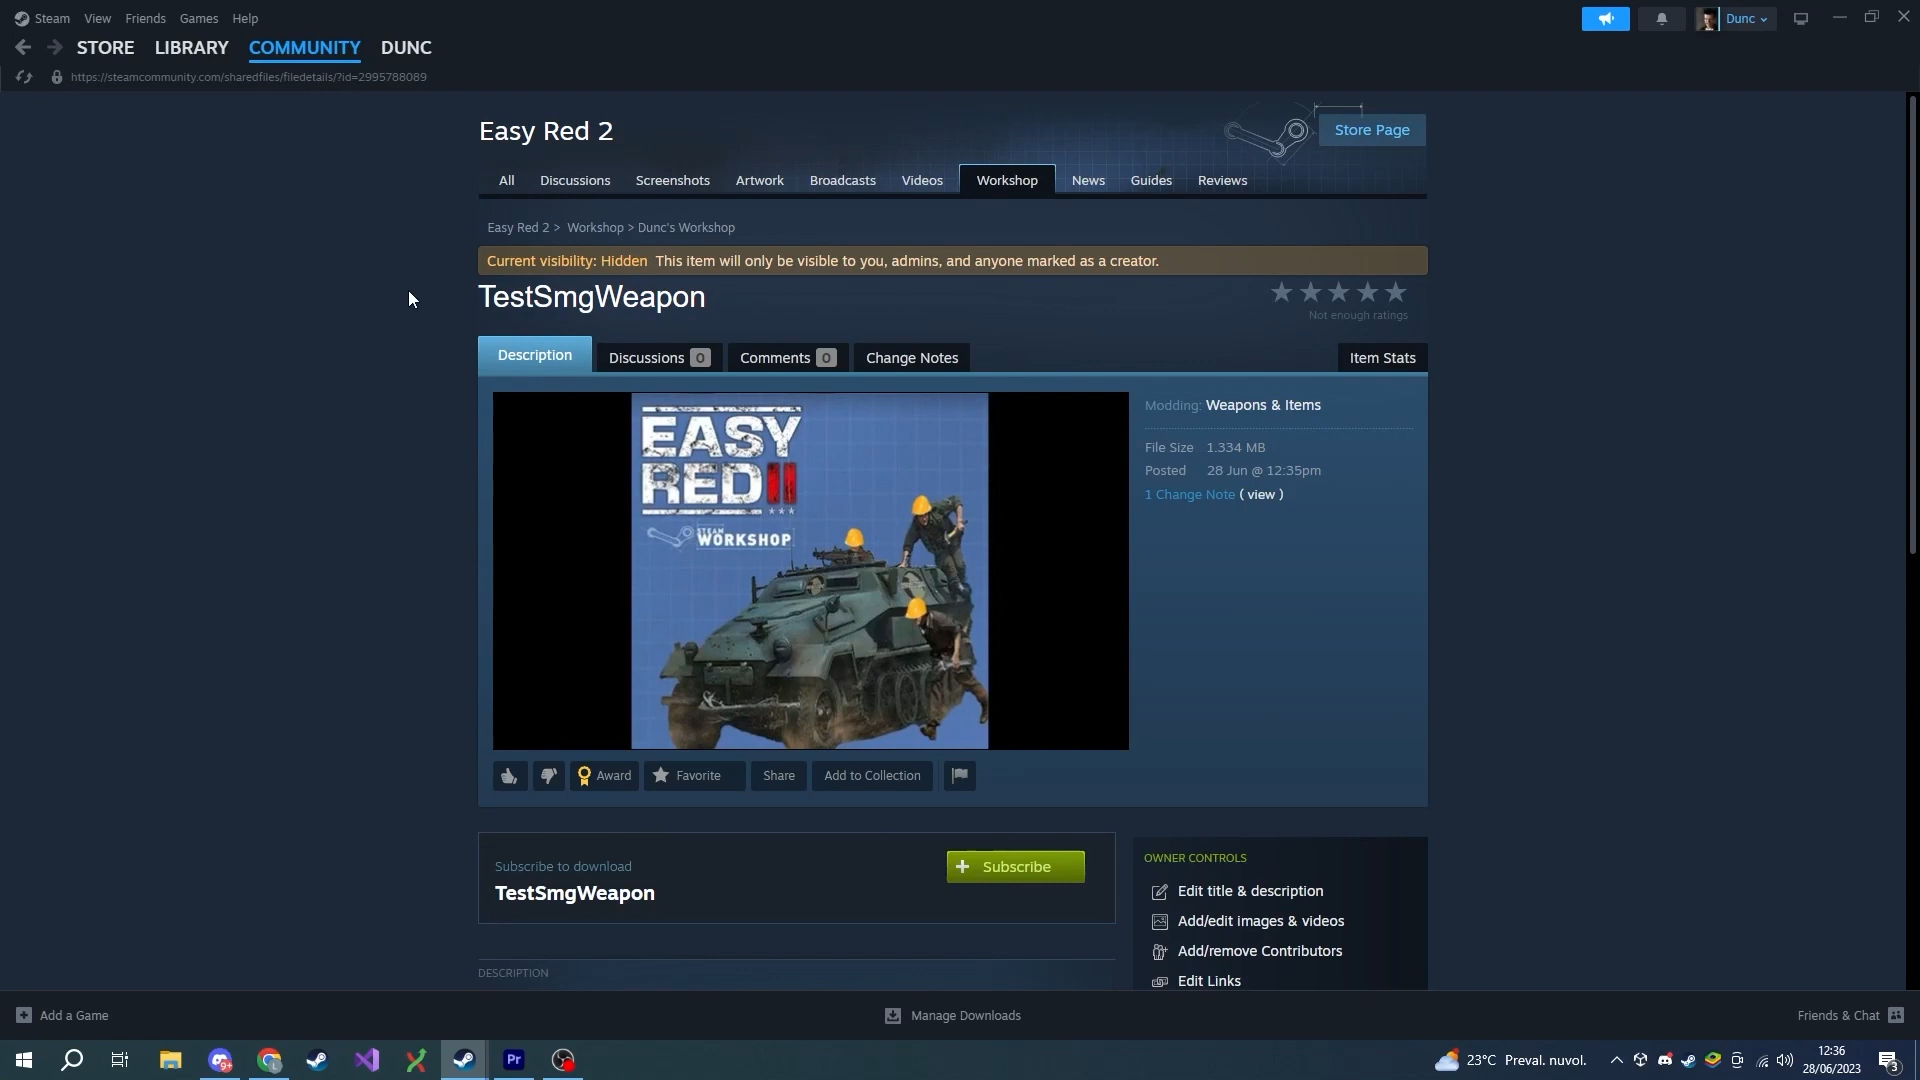 Steam View Friends Games Help
Dunc
STORE LIBRARY COMMUNITY DUNC
https://steamcommunity.com/sharedfiles/filedetails/?id=2995788089
Easy Red 2
Store Page
All Discussions Screenshots Artwork Broadcasts Videos Workshop News Guides Reviews
Easy Red 2 > Workshop > Dunc's Workshop
Current visibility: Hidden This item will only be visible to you, admins, and anyone marked as a creator.
TestSmgWeapon
Not enough ratings
Description Discussions 0 Comments 0 Change Notes Item Stats
EASY
RED II
STEAM
WORKSHOP
Modding: Weapons & Items
File Size 1.334 MB
Posted 28 Jun @ 12:35pm
1 Change Note ( view )
Award Favorite Share Add to Collection
Subscribe to download
TestSmgWeapon
Subscribe
OWNER CONTROLS
Edit title & description
Add/edit images & videos
Add/remove Contributors
Edit Links
DESCRIPTION
Add a Game Manage Downloads Friends & Chat
9+
Pr
23°C Preval. nuvol.
12:36
28/06/2023
3